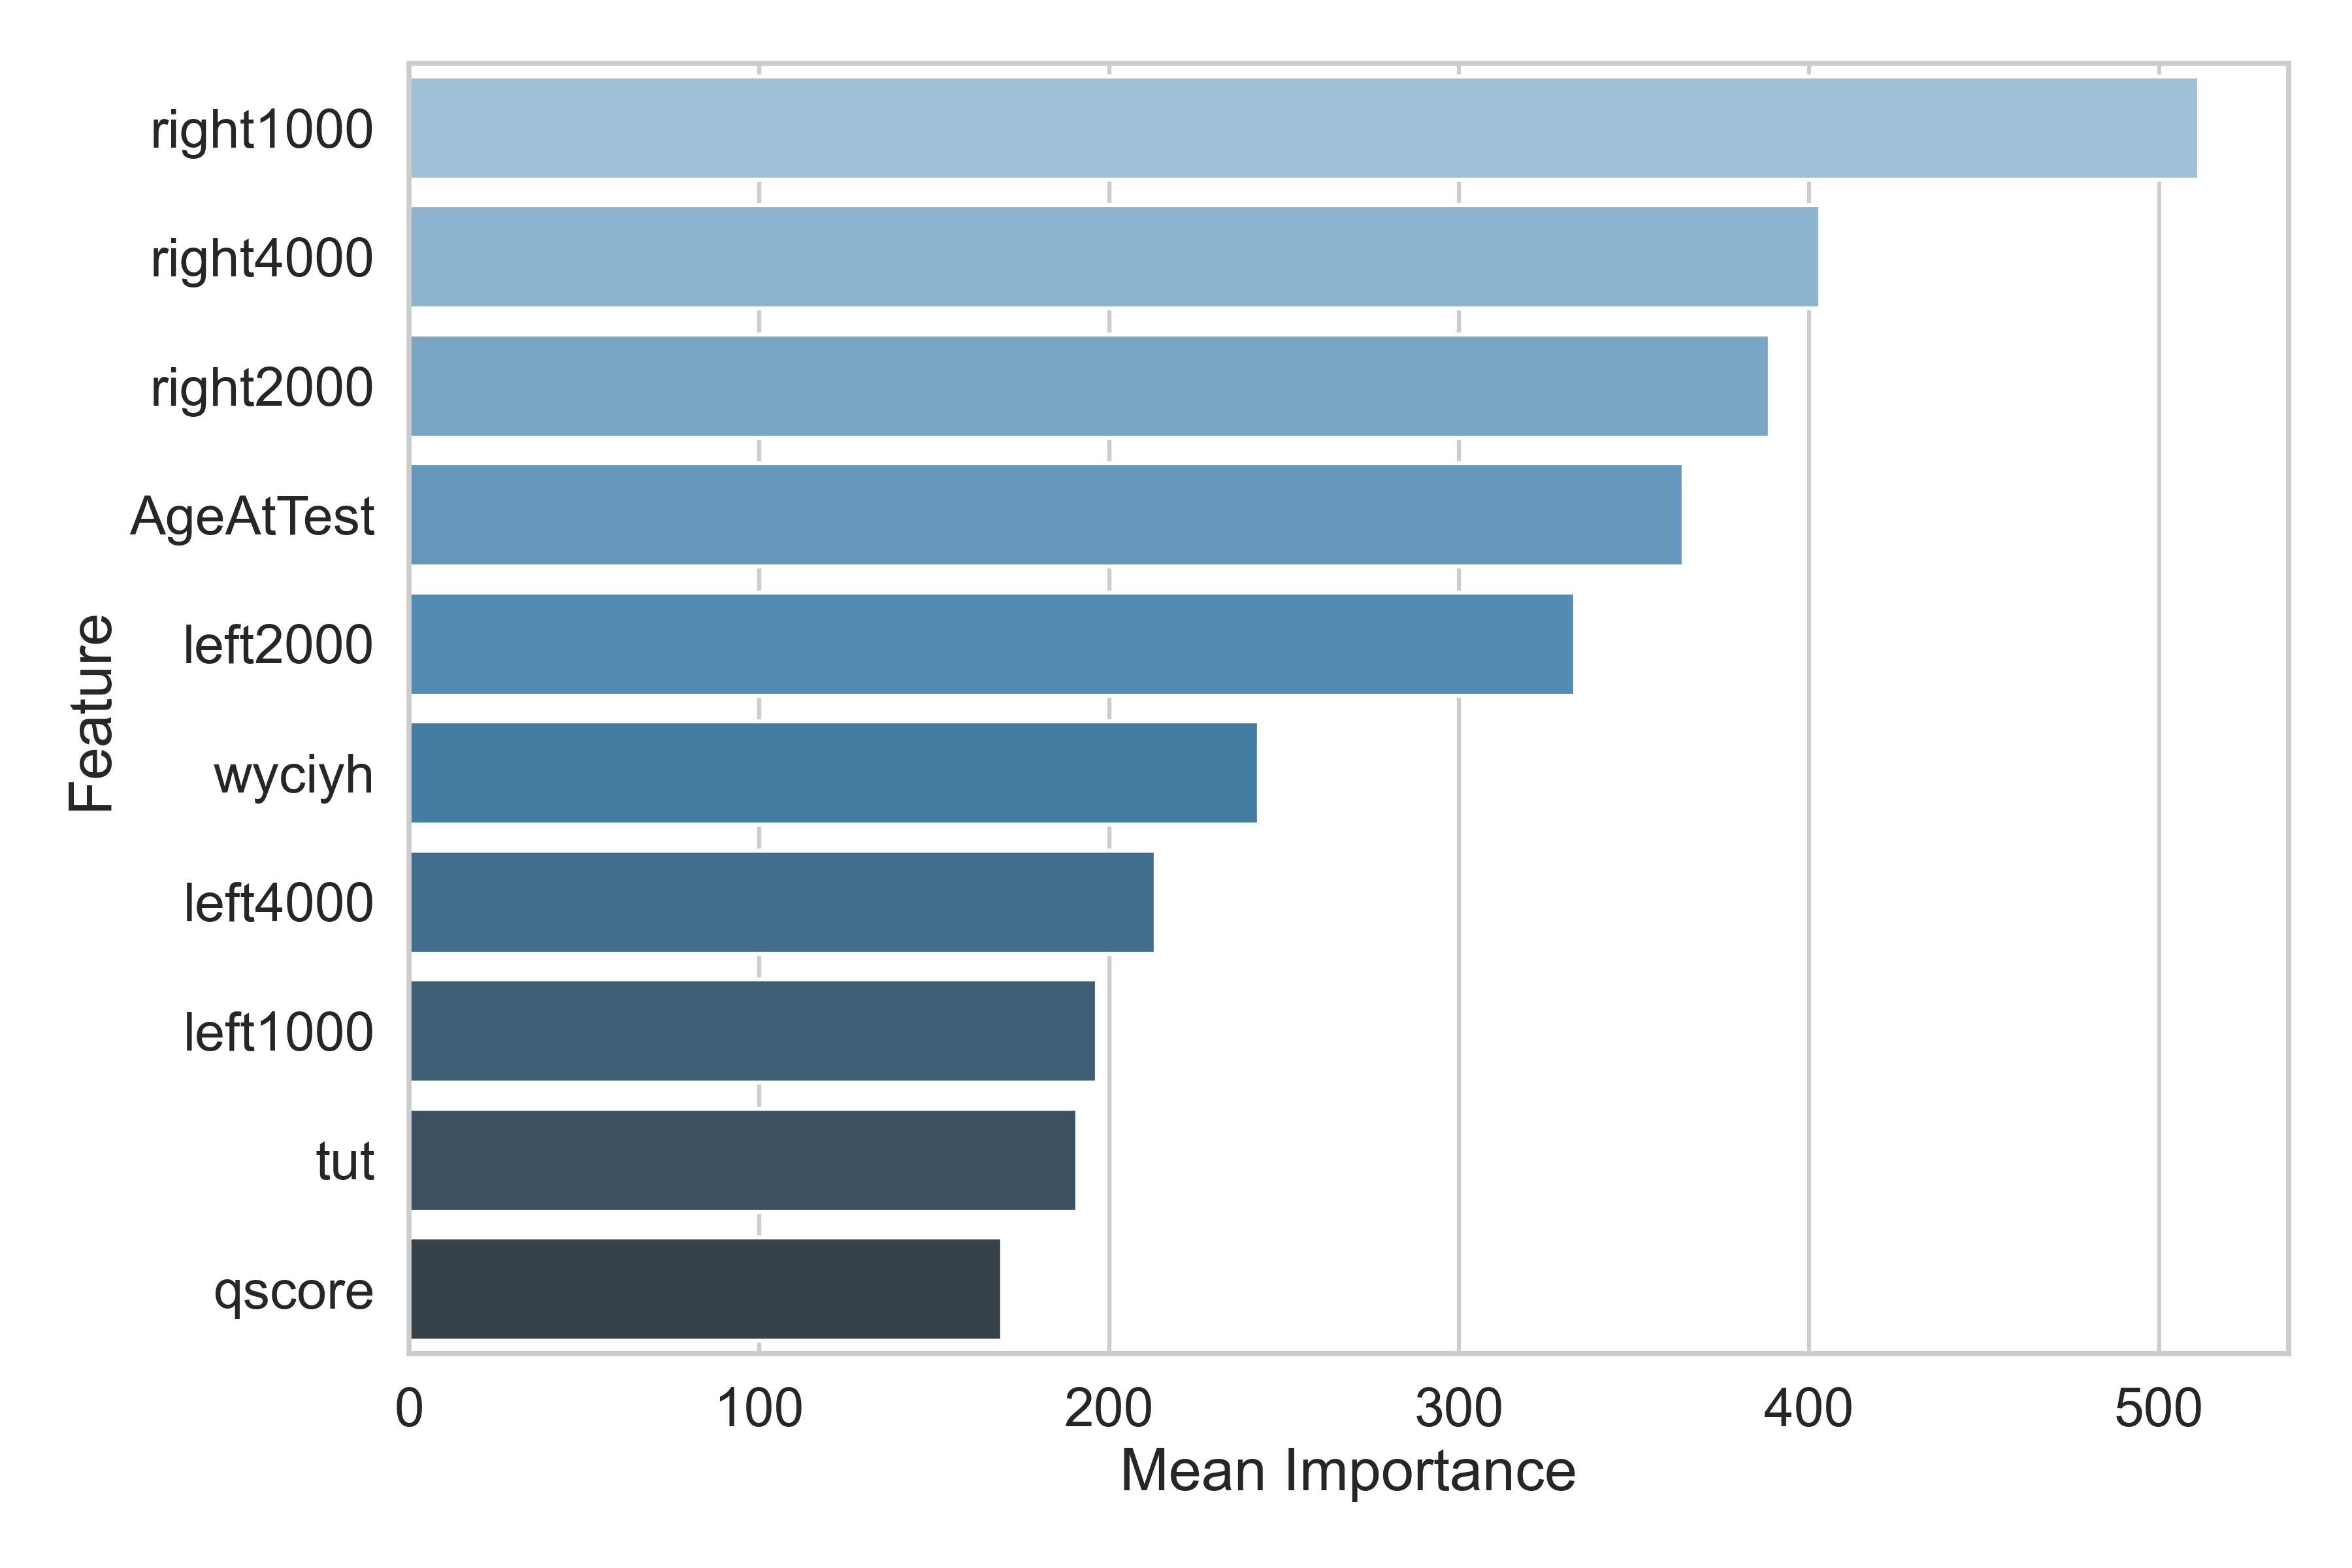 right1000
right4000
right2000
AgeAtTest
left2000
wyciyh
left4000
left1000
tut
qscore
Feature
0 100 200 300 400 500
Mean Importance